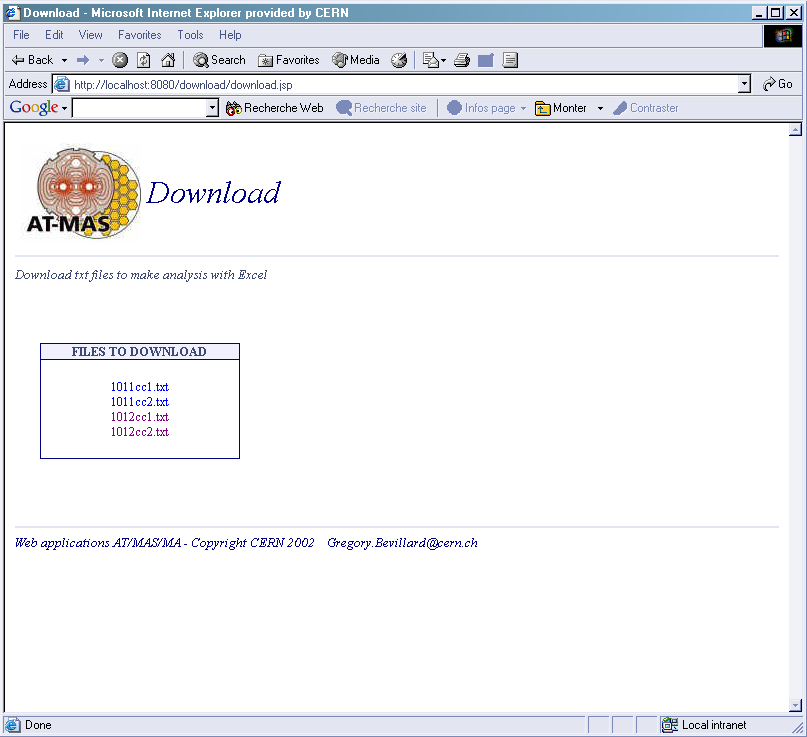 Download - Microsoft Internet Explorer provided by CERN
File Edit View Favorites Tools Help
Back Search Favorites Media
Address http://localhost:8080/download/download.jsp Go
Google Recherche Web Recherche site Infos page Monter Contraster
AT-MAS Download
Download txt files to make analysis with Excel
FILES TO DOWNLOAD
1011cc1.txt
1011cc2.txt
1012cc1.txt
1012cc2.txt
Web applications AT/MAS/MA - Copyright CERN 2002 Gregory.Bevillard@cern.ch
Done Local intranet